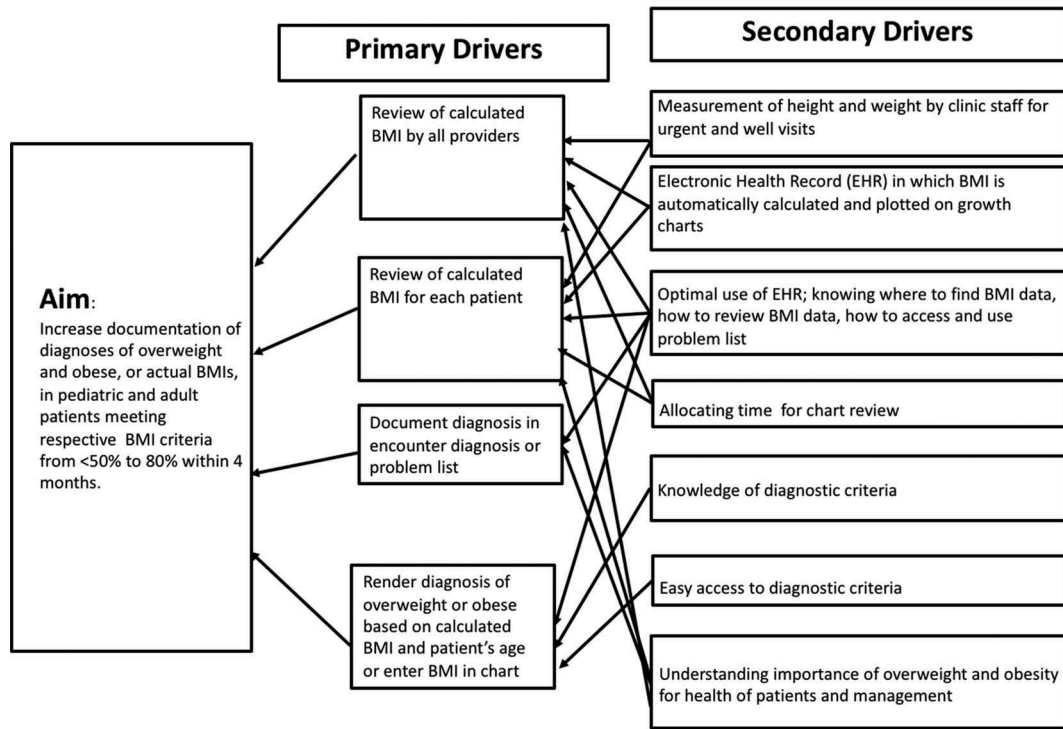 Primary Drivers
Secondary Drivers
Aim:
Increase documentation of
diagnoses of overweight
and obese, or actual BMIs,
in pediatric and adult
patients meeting
respective BMI criteria
from <50% to 80% within 4
months.
Review of calculated
BMI by all providers
Review of calculated
BMI for each patient
Document diagnosis in
encounter diagnosis or
problem list
Render diagnosis of
overweight or obese
based on calculated
BMI and patient’s age
or enter BMI in chart
Measurement of height and weight by clinic staff for
urgent and well visits
Electronic Health Record (EHR) in which BMI is
automatically calculated and plotted on growth
charts
Optimal use of EHR; knowing where to find BMI data,
how to review BMI data, how to access and use
problem list
Allocating time for chart review
Knowledge of diagnostic criteria
Easy access to diagnostic criteria
Understanding importance of overweight and obesity
for health of patients and management